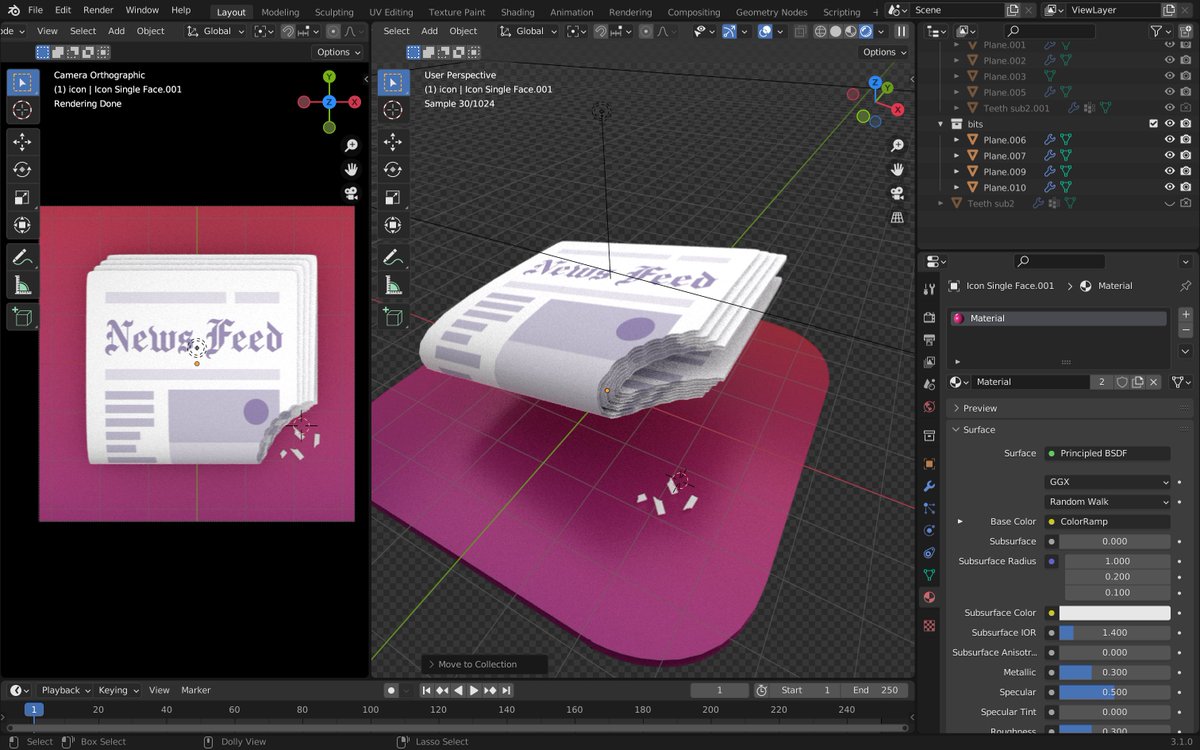 File Edit Render Window Help Layout Modeling Sculpting UV Editing Texture Paint Shading Animation Rendering Compositing Geometry Nodes Scripting + Scene ViewLayer
de View Select Add Object Global
Select Add Object Global
Options
Options
Camera Orthographic
(1) icon | Icon Single Face.001
Rendering Done
Y
Z
X
News Feed
User Perspective
(1) icon | Icon Single Face.001
Sample 30/1024
Z
Y
X
News Feed
Move to Collection
Plane.001
Plane.002
Plane.003
Plane.005
Teeth sub2.001
bits
Plane.006
Plane.007
Plane.009
Plane.010
Teeth sub2
Icon Single Face.001 Material
Material
Material 2
Preview
Surface
Surface Principled BSDF
GGX
Random Walk
Base Color ColorRamp
Subsurface 0.000
Subsurface Radius 1.000
0.200
0.100
Subsurface Color
Subsurface IOR 1.400
Subsurface Anisotr... 0.000
Metallic 0.300
Specular 0.500
Specular Tint 0.000
Roughness 0.300
Playback Keying View Marker 1 Start 1 End 250
1 20 40 60 80 100 120 140 160 180 200 220 240
Select Box Select Dolly View Lasso Select 3.1.0